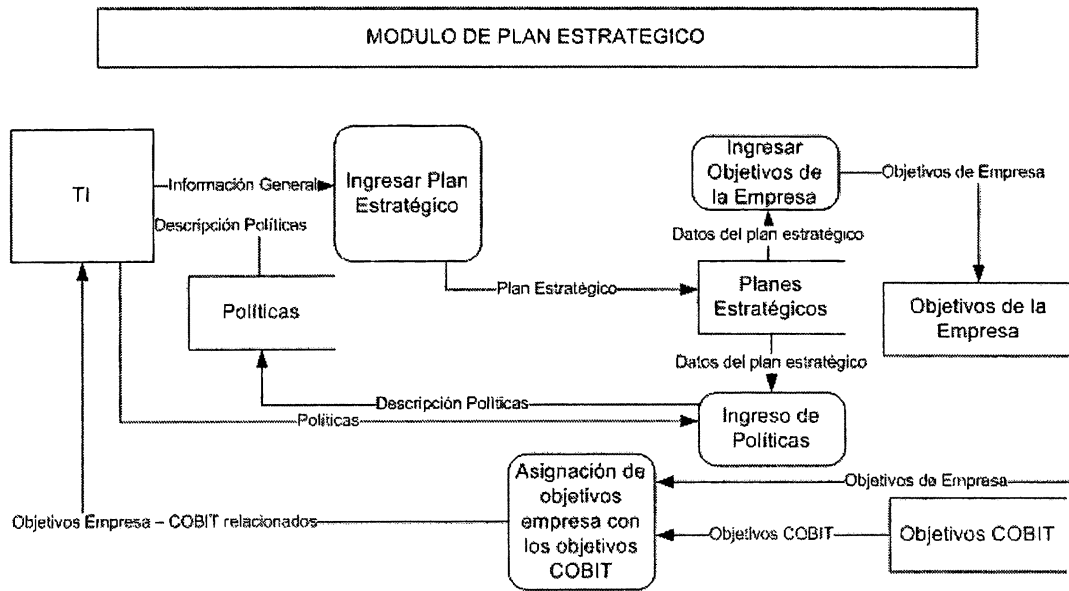 MODULO DE PLAN ESTRATEGICO
TI
Información General
Ingresar Plan
Estratégico
Ingresar
Objetivos de
la Empresa
Objetivos de Empresa
Descripción Políticas
Datos del plan estratégico
Políticas
Plan Estratégico
Planes
Estratégicos
Objetivos de la
Empresa
Datos del plan estratégico
Descripción Políticas
Políticas
Ingreso de
Políticas
Asignación de
objetivos
empresa con
los objetivos
COBIT
Objetivos de Empresa
Objetivos Empresa – COBIT relacionados
Objetivos COBIT
Objetivos COBIT